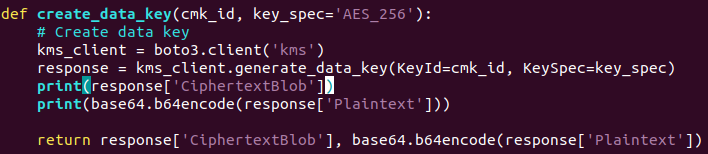 def create_data_key(cmk_id, key_spec='AES_256'):
    # Create data key
    kms_client = boto3.client('kms')
    response = kms_client.generate_data_key(KeyId=cmk_id, KeySpec=key_spec)
    print(response['CiphertextBlob'])
    print(base64.b64encode(response['Plaintext']))
    return response['CiphertextBlob'], base64.b64encode(response['Plaintext'])